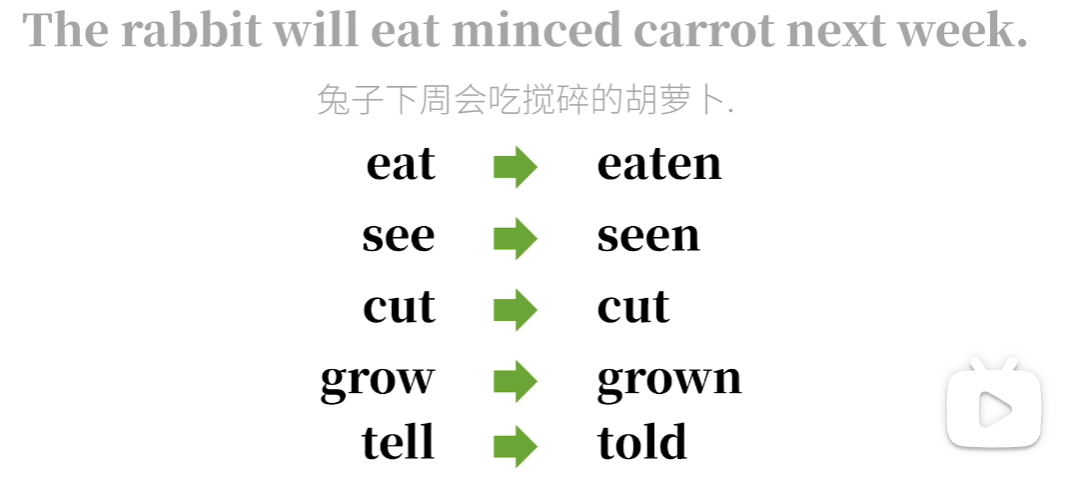 The rabbit will eat minced carrot next week.
兔子下周会吃搅碎的胡萝卜.
eat eaten
see seen
cut cut
grow grown
tell told